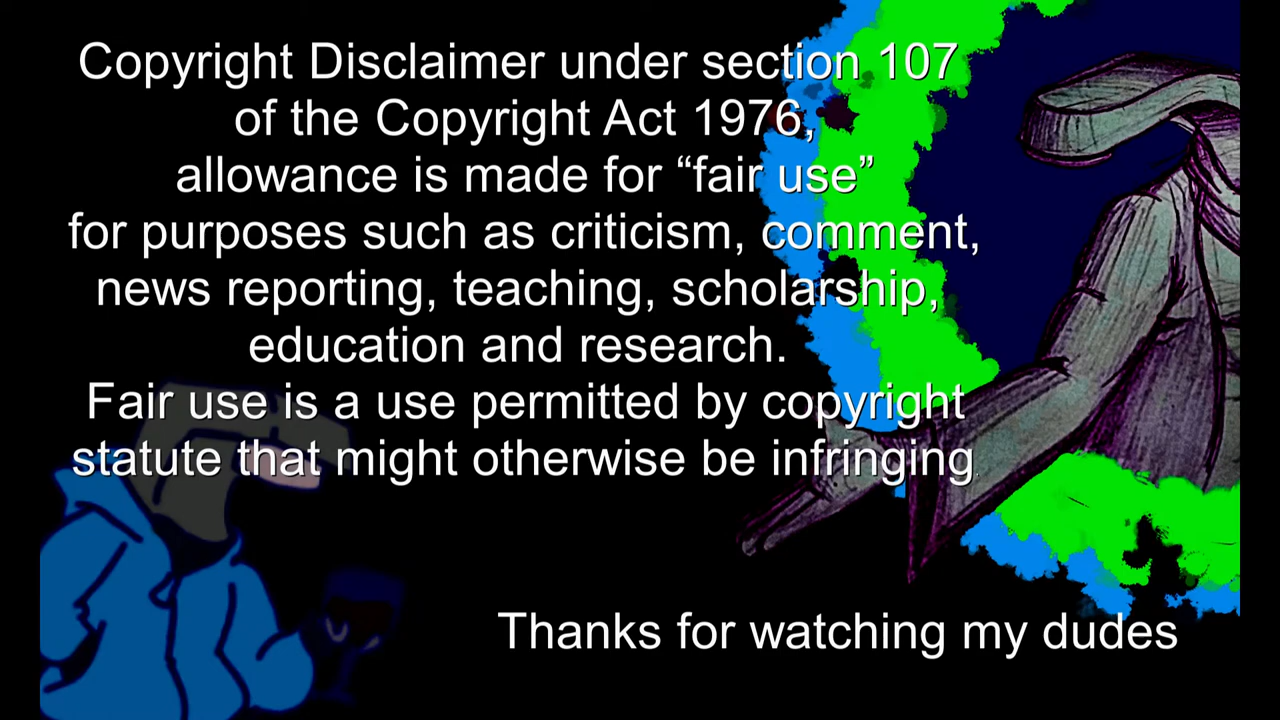 Copyright Disclaimer under section 107
of the Copyright Act 1976,
allowance is made for “fair use”
for purposes such as criticism, comment,
news reporting, teaching, scholarship,
education and research.
Fair use is a use permitted by copyright
statute that might otherwise be infringing
Thanks for watching my dudes